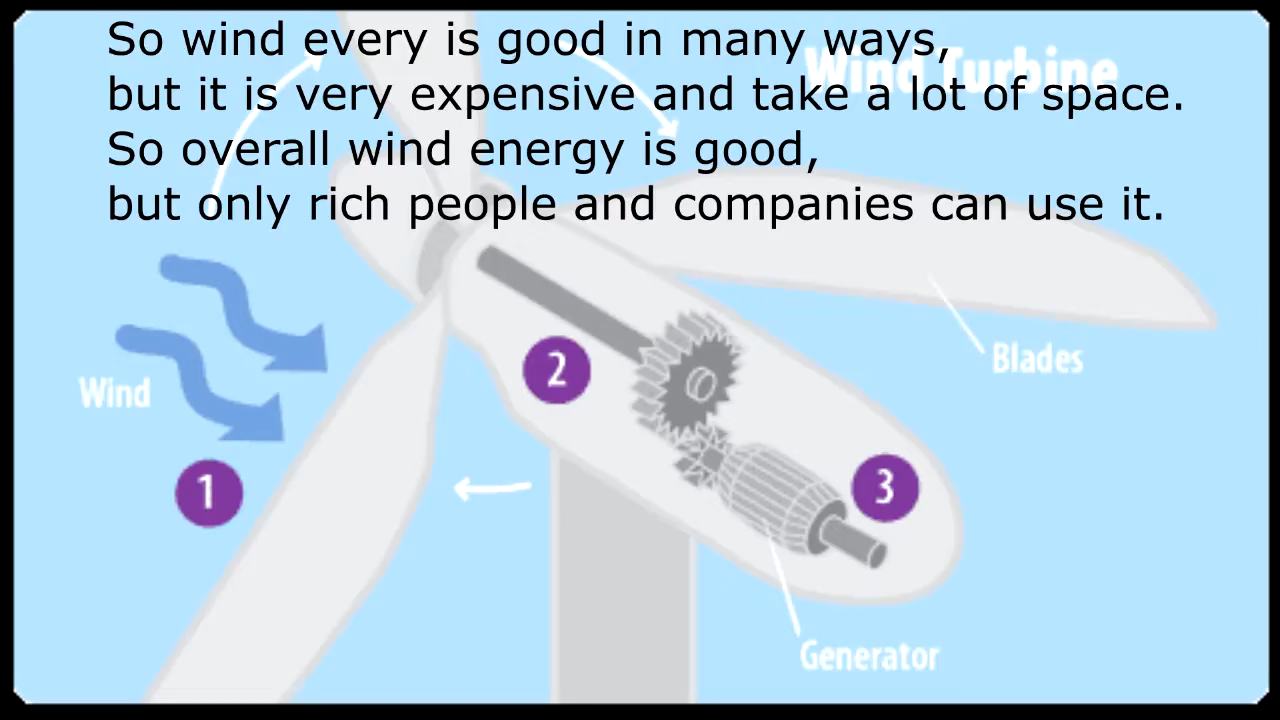 So wind every is good in many ways,
Wind Turbine
but it is very expensive and take a lot of space.
So overall wind energy is good,
but only rich people and companies can use it.
Blades
2
Wind
3
1
Generator